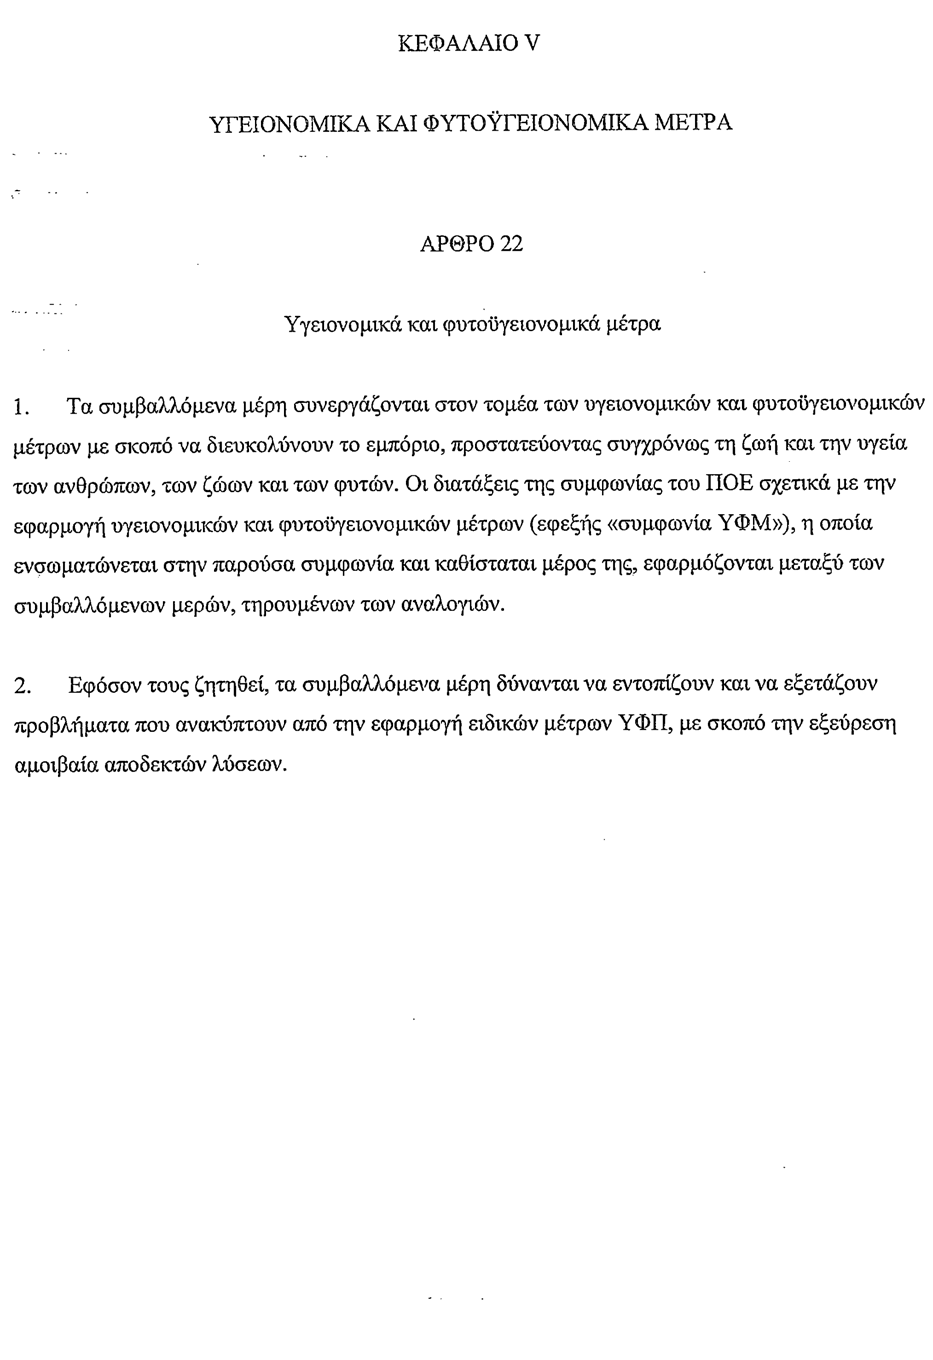 ΚΕΦΑΛΑΙΟ V
ΥΓΕΙΟΝΟΜΙΚΑ ΚΑΙ ΦΥΤΟΫΓΕΙΟΝΟΜΙΚΑ ΜΕΤΡΑ
ΑΡΘΡΟ 22
Υγειονομικά και φυτοϋγειονομικά μέτρα
1. Τα συμβαλλόμενα μέρη συνεργάζονται στον τομέα των υγειονομικών και φυτοϋγειονομικών
μέτρων με σκοπό να διευκολύνουν το εμπόριο, προστατεύοντας συγχρόνως τη ζωή και την υγεία
των ανθρώπων, των ζώων και των φυτών. Οι διατάξεις της συμφωνίας του ΠΟΕ σχετικά με την
εφαρμογή υγειονομικών και φυτοϋγειονομικών μέτρων (εφεξής «συμφωνία ΥΦΜ»), η οποία
ενσωματώνεται στην παρούσα συμφωνία και καθίσταται μέρος της, εφαρμόζονται μεταξύ των
συμβαλλόμενων μερών, τηρουμένων των αναλογιών.
2. Εφόσον τους ζητηθεί, τα συμβαλλόμενα μέρη δύνανται να εντοπίζουν και να εξετάζουν
προβλήματα που ανακύπτουν από την εφαρμογή ειδικών μέτρων ΥΦΠ, με σκοπό την εξεύρεση
αμοιβαία αποδεκτών λύσεων.